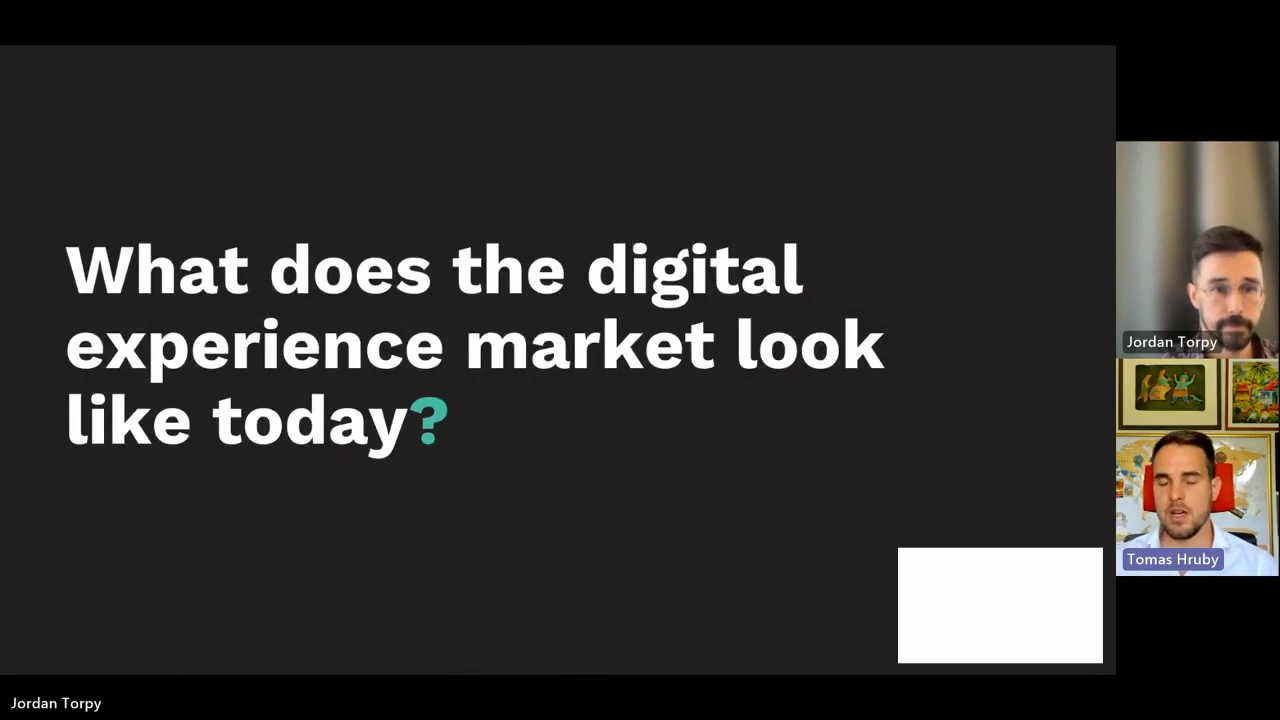 What does the digital
experience market look
like today?
Jordan Torpy
Tomas Hruby
Jordan Torpy